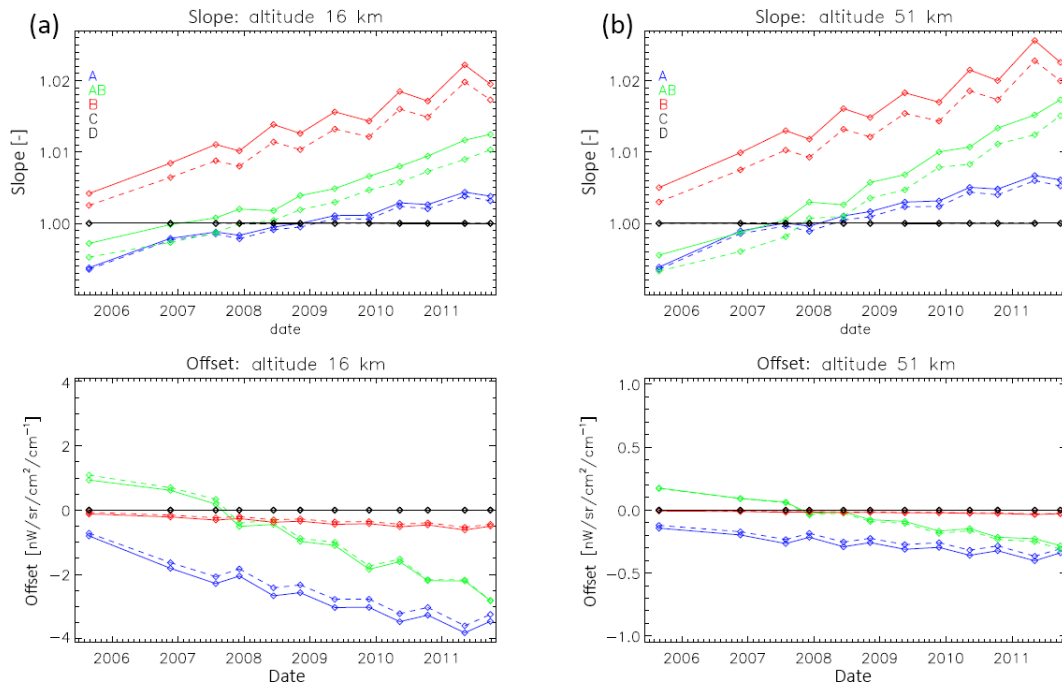 (a)
Slope: altitude 16 km
Slope [-]
1.02
1.01
1.00
A
AB
B
C
D
2006 2007 2008 2009 2010 2011
date
(b)
Slope: altitude 51 km
Slope [-]
1.02
1.01
1.00
A
AB
B
C
D
2006 2007 2008 2009 2010 2011
date
Offset: altitude 16 km
Offset [nW/sr/cm²/cm⁻¹]
4
2
0
−2
−4
2006 2007 2008 2009 2010 2011
Date
Offset: altitude 51 km
Offset [nW/sr/cm²/cm⁻¹]
1.0
0.5
0.0
−0.5
−1.0
2006 2007 2008 2009 2010 2011
Date